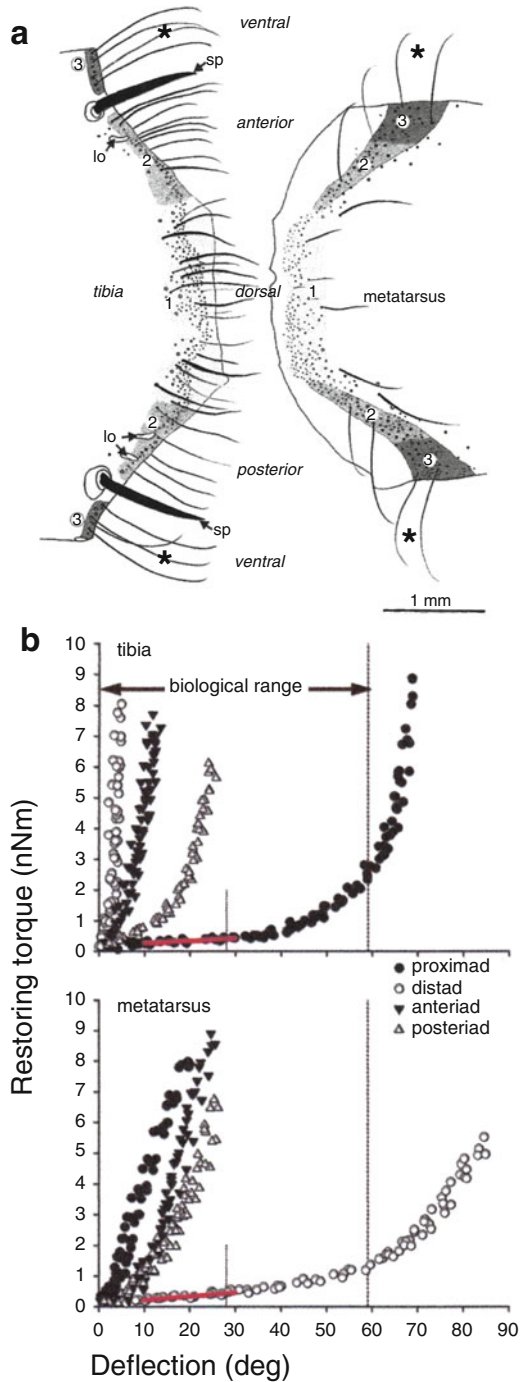 a
ventral
*
*
3
sp
3
anterior
lo
2
2
tibia
1
dorsal
1
metatarsus
2
2
lo
posterior
3
3
sp
*
ventral
*
1 mm
b
10
tibia
9
biological range
8
7
6
5
4
3
2
1
0
proximad
distad
anteriad
posteriad
10
metatarsus
9
8
7
6
5
4
3
2
1
0
0 10 20 30 40 50 60 70 80 90
Restoring torque (nNm)
Deflection (deg)